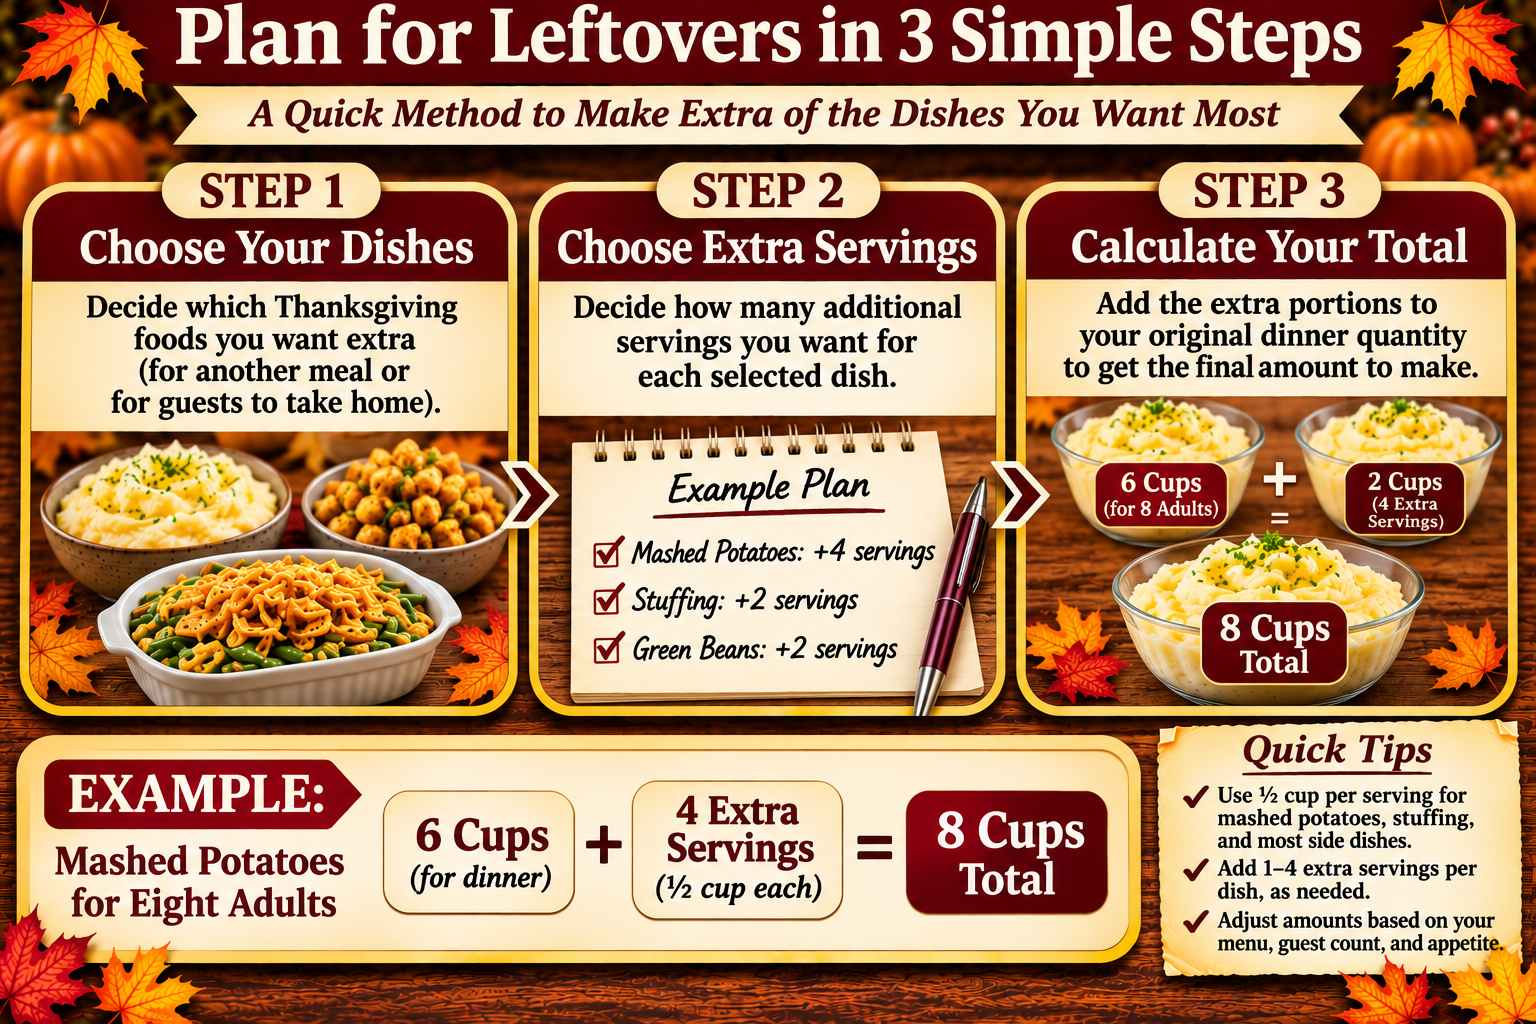 Plan for Leftovers in 3 Simple Steps
A Quick Method to Make Extra of the Dishes You Want Most
STEP 1
Choose Your Dishes
Decide which Thanksgiving
foods you want extra
(for another meal or
for guests to take home).
STEP 2
Choose Extra Servings
Decide how many additional
servings you want for
each selected dish.
Example Plan
Mashed Potatoes: +4 servings
Stuffing: +2 servings
Green Beans: +2 servings
STEP 3
Calculate Your Total
Add the extra portions to
your original dinner quantity
to get the final amount to make.
6 Cups
(for 8 Adults)
+
2 Cups
(4 Extra
Servings)
=
8 Cups
Total
EXAMPLE:
Mashed Potatoes
for Eight Adults
6 Cups
(for dinner)
+
4 Extra
Servings
(½ cup each)
=
8 Cups
Total
Quick Tips
Use ½ cup per serving for
mashed potatoes, stuffing,
and most side dishes.
Add 1–4 extra servings per
dish, as needed.
Adjust amounts based on your
menu, guest count, and appetite.